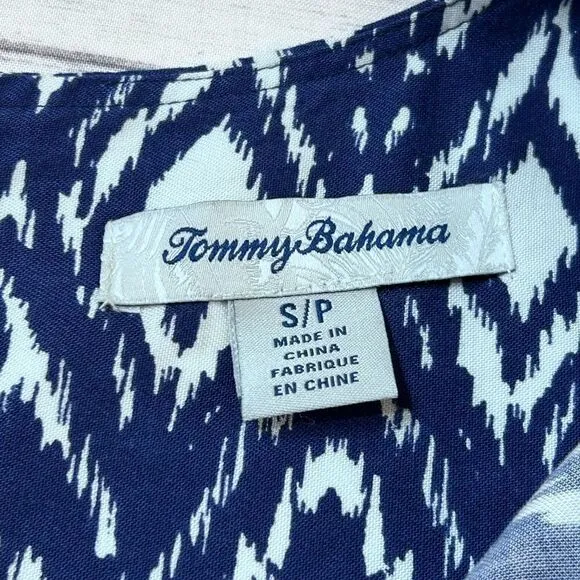 Tommy Bahama
S/P
MADE IN
CHINA
FABRIQUE
EN CHINE